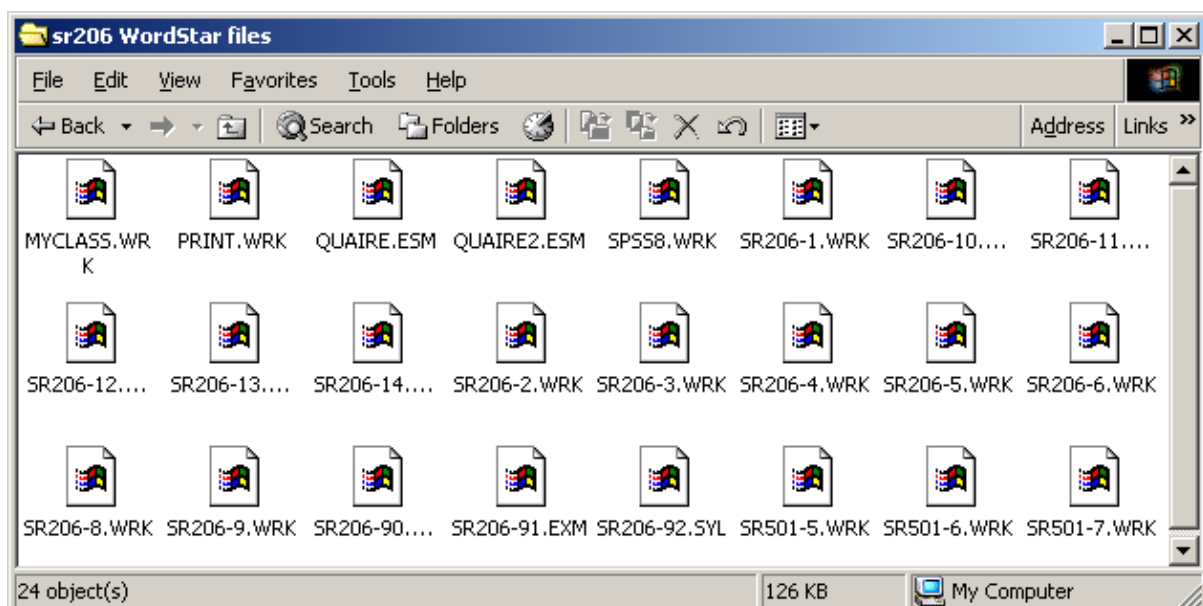 sr206 WordStar files
File Edit View Favorites Tools Help
Back Search Folders Address Links »
MYCLASS.WR PRINT.WRK QUAIRE.ESM QUAIRE2.ESM SPSS8.WRK SR206-1.WRK SR206-10.... SR206-11....
K
SR206-12.... SR206-13.... SR206-14.... SR206-2.WRK SR206-3.WRK SR206-4.WRK SR206-5.WRK SR206-6.WRK
SR206-8.WRK SR206-9.WRK SR206-90.... SR206-91.EXM SR206-92.SYL SR501-5.WRK SR501-6.WRK SR501-7.WRK
24 object(s) 126 KB My Computer